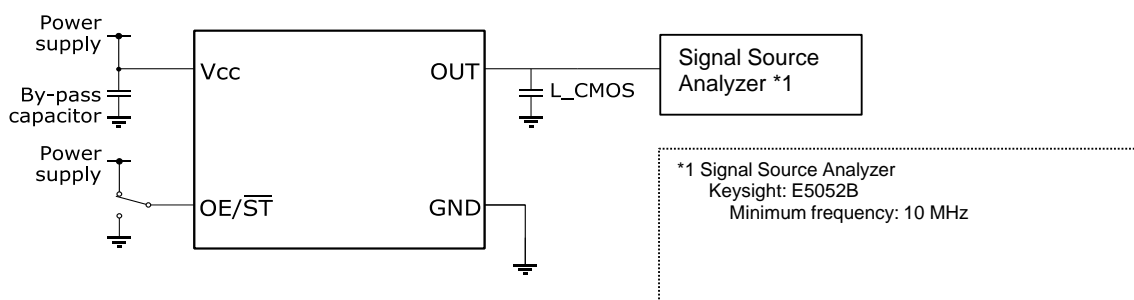 Power
supply
By-pass
capacitor
Power
supply
Vcc
OE/ST
OUT
GND
L_CMOS
Signal Source
Analyzer *1
*1 Signal Source Analyzer
Keysight: E5052B
Minimum frequency: 10 MHz